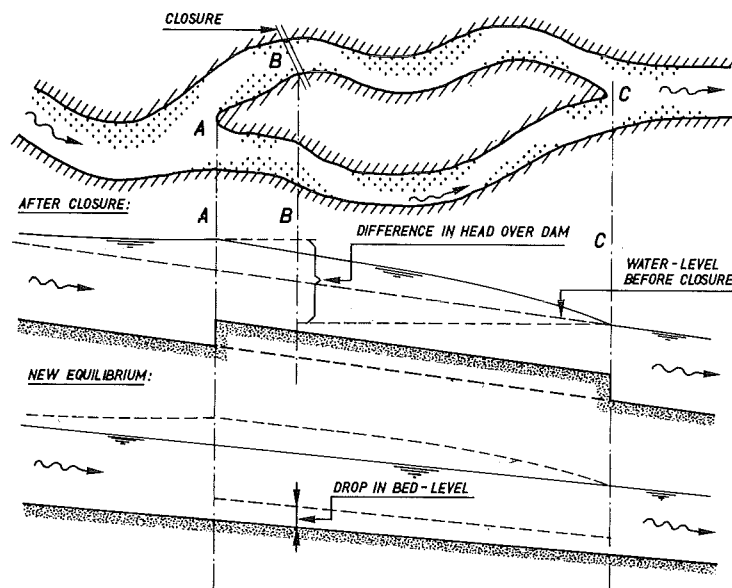 CLOSURE
B
A
C
AFTER CLOSURE:
A
B
C
DIFFERENCE IN HEAD OVER DAM
WATER-LEVEL
BEFORE CLOSURE
NEW EQUILIBRIUM:
DROP IN BED-LEVEL